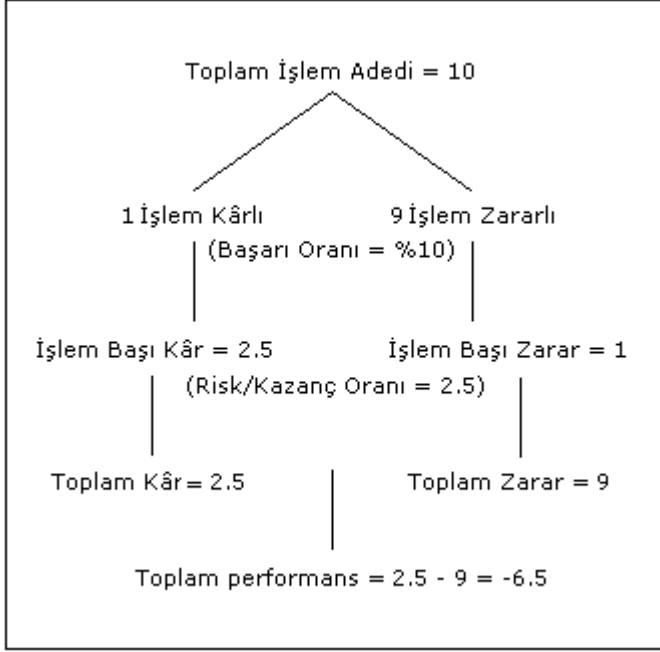 Toplam İşlem Adedi = 10
1 İşlem Kârlı 9 İşlem Zararlı
(Başarı Oranı = %10)
İşlem Başı Kâr = 2.5 İşlem Başı Zarar = 1
(Risk/Kazanç Oranı = 2.5)
Toplam Kâr = 2.5 Toplam Zarar = 9
Toplam performans = 2.5 - 9 = -6.5